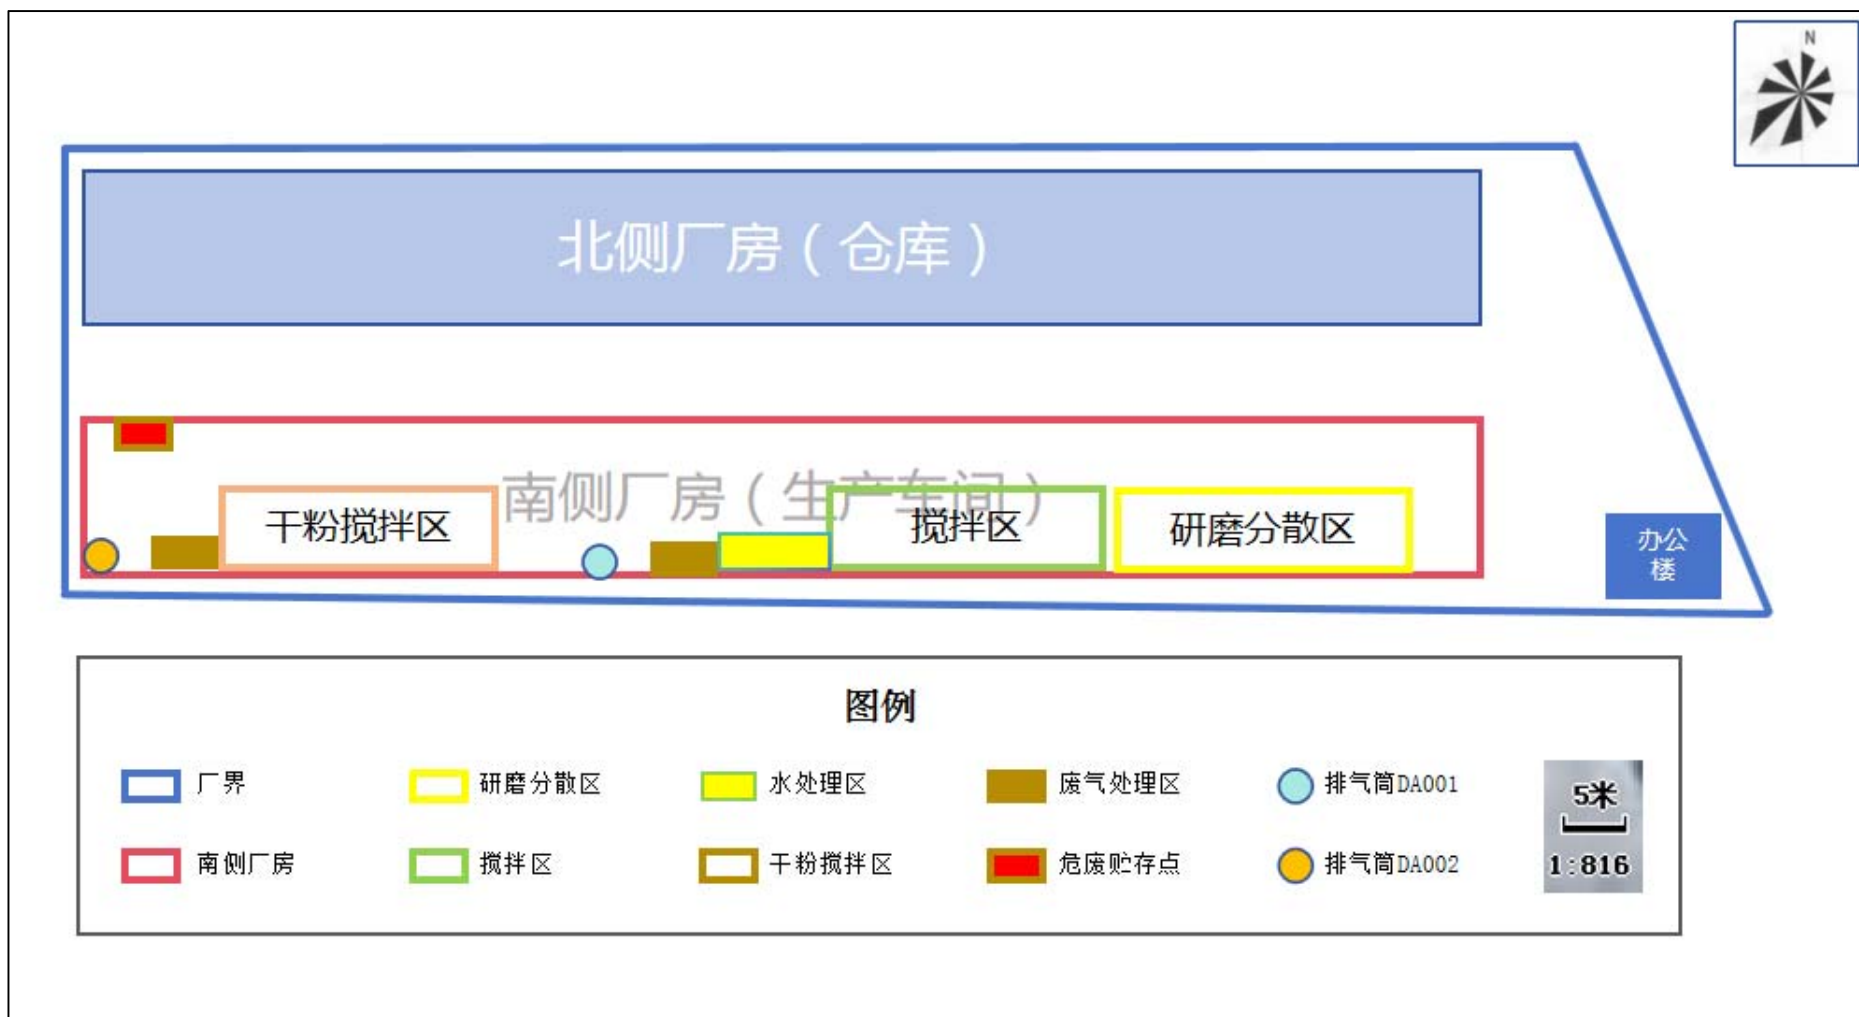 N
北侧厂房（仓库）
南侧厂房（生产车间）
干粉搅拌区
搅拌区
研磨分散区
办公
楼
图例
厂界
研磨分散区
水处理区
废气处理区
排气筒DA001
5米
南侧厂房
搅拌区
干粉搅拌区
危废贮存点
排气筒DA002
1:816